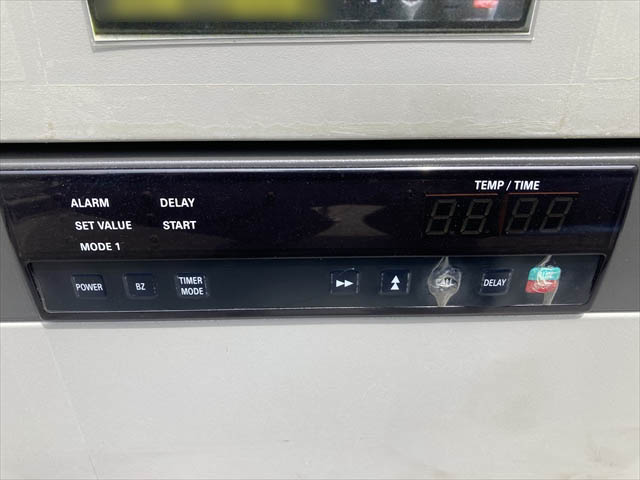 TEMP / TIME
ALARM DELAY
SET VALUE START
MODE 1
POWER BZ TIMER MODE DELAY